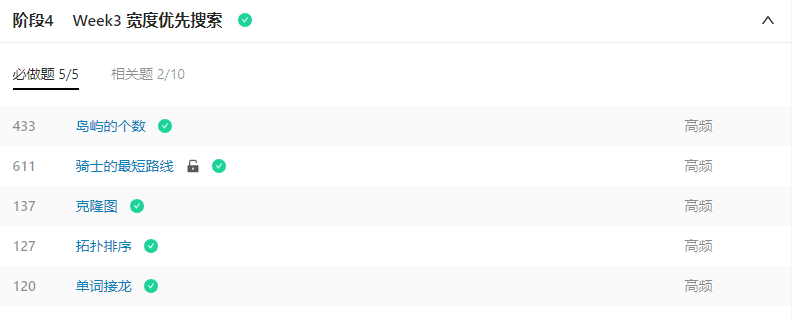 阶段4 Week3 宽度优先搜索
必做题 5/5 相关题 2/10
433 岛屿的个数 高频
611 骑士的最短路线 高频
137 克隆图 高频
127 拓扑排序 高频
120 单词接龙 高频